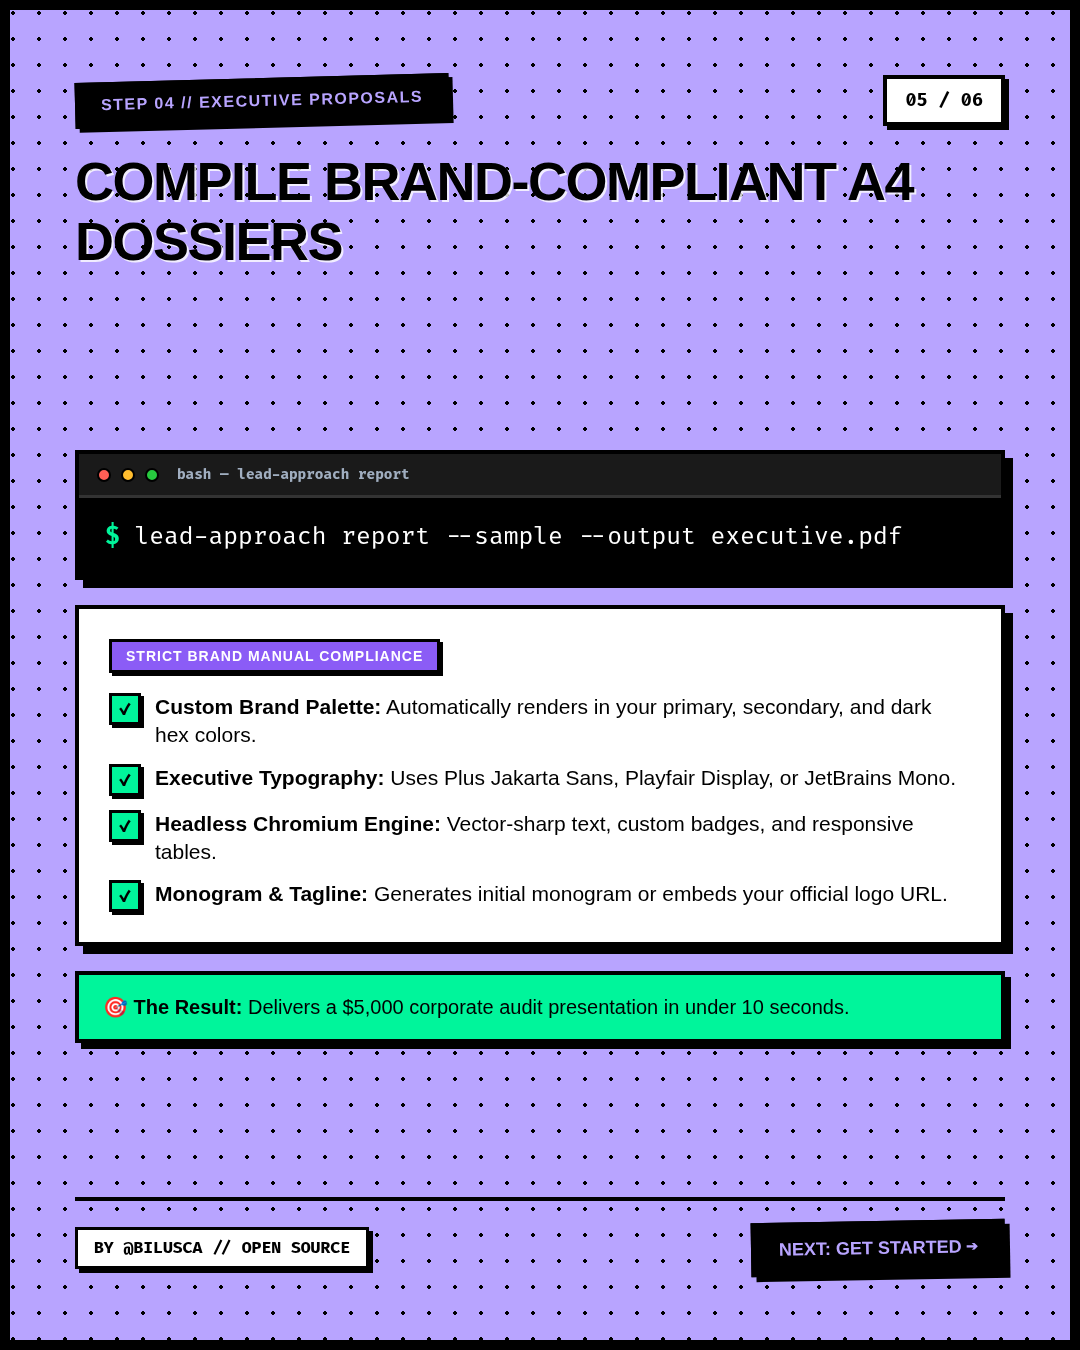 STEP 04 // EXECUTIVE PROPOSALS
05 / 06
COMPILE BRAND-COMPLIANT A4
DOSSIERS
bash — lead-approach report
$ lead-approach report --sample --output executive.pdf
STRICT BRAND MANUAL COMPLIANCE
✓ Custom Brand Palette: Automatically renders in your primary, secondary, and dark
hex colors.
✓ Executive Typography: Uses Plus Jakarta Sans, Playfair Display, or JetBrains Mono.
✓ Headless Chromium Engine: Vector-sharp text, custom badges, and responsive
tables.
✓ Monogram & Tagline: Generates initial monogram or embeds your official logo URL.
🎯 The Result: Delivers a $5,000 corporate audit presentation in under 10 seconds.
BY @BILUSCA // OPEN SOURCE
NEXT: GET STARTED ➔